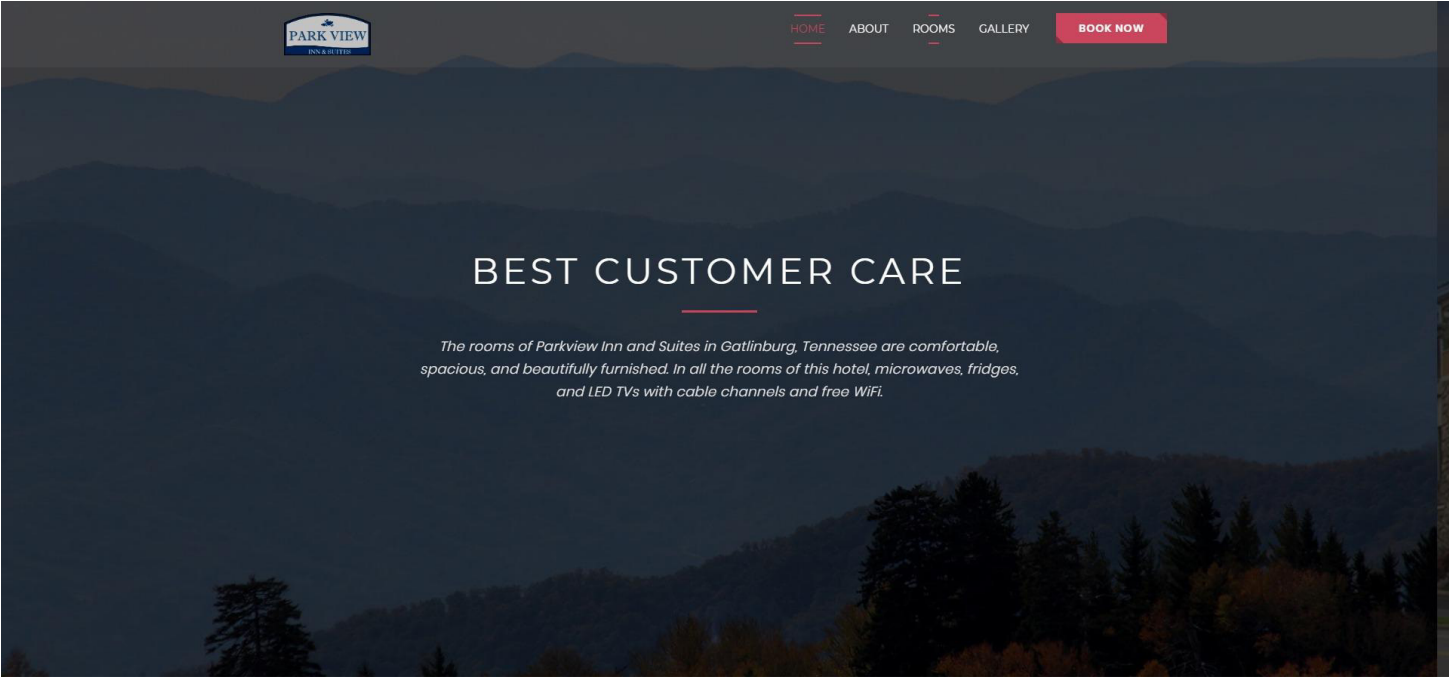 PARK VIEW
INN & SUITES
HOME ABOUT ROOMS GALLERY BOOK NOW
BEST CUSTOMER CARE
The rooms of Parkview Inn and Suites in Gatlinburg, Tennessee are comfortable,
spacious, and beautifully furnished. In all the rooms of this hotel, microwaves, fridges,
and LED TVs with cable channels and free WiFi.